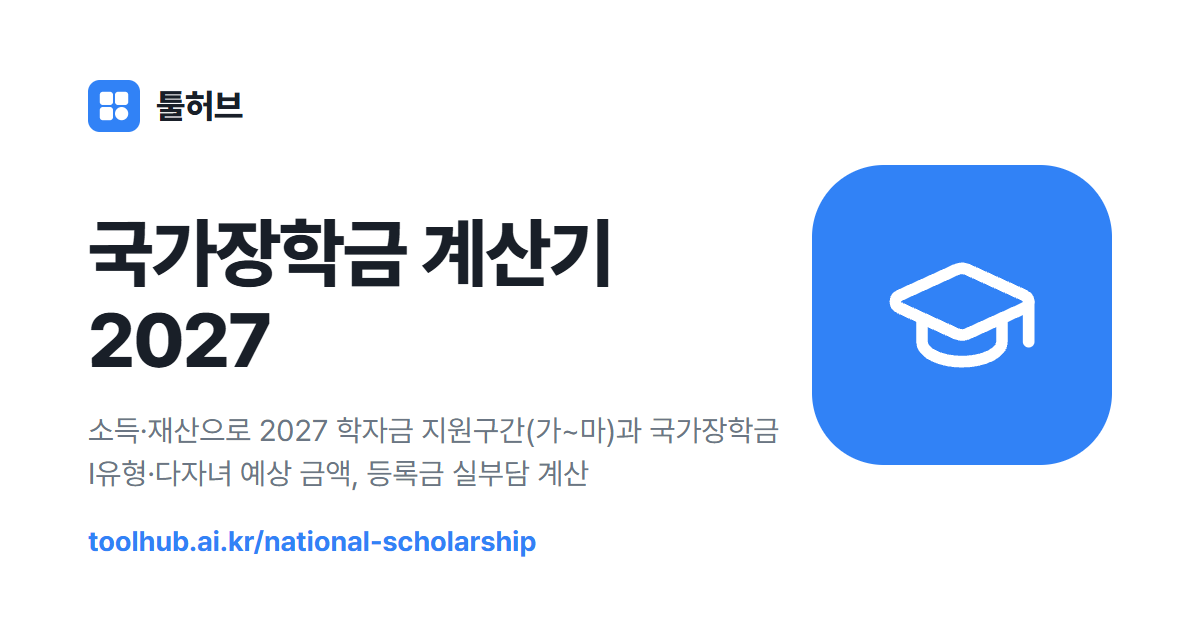 툴허브
국가장학금 계산기
2027
소득·재산으로 2027 학자금 지원구간(가~마)과 국가장학금
I유형·다자녀 예상 금액, 등록금 실부담 계산
toolhub.ai.kr/national-scholarship